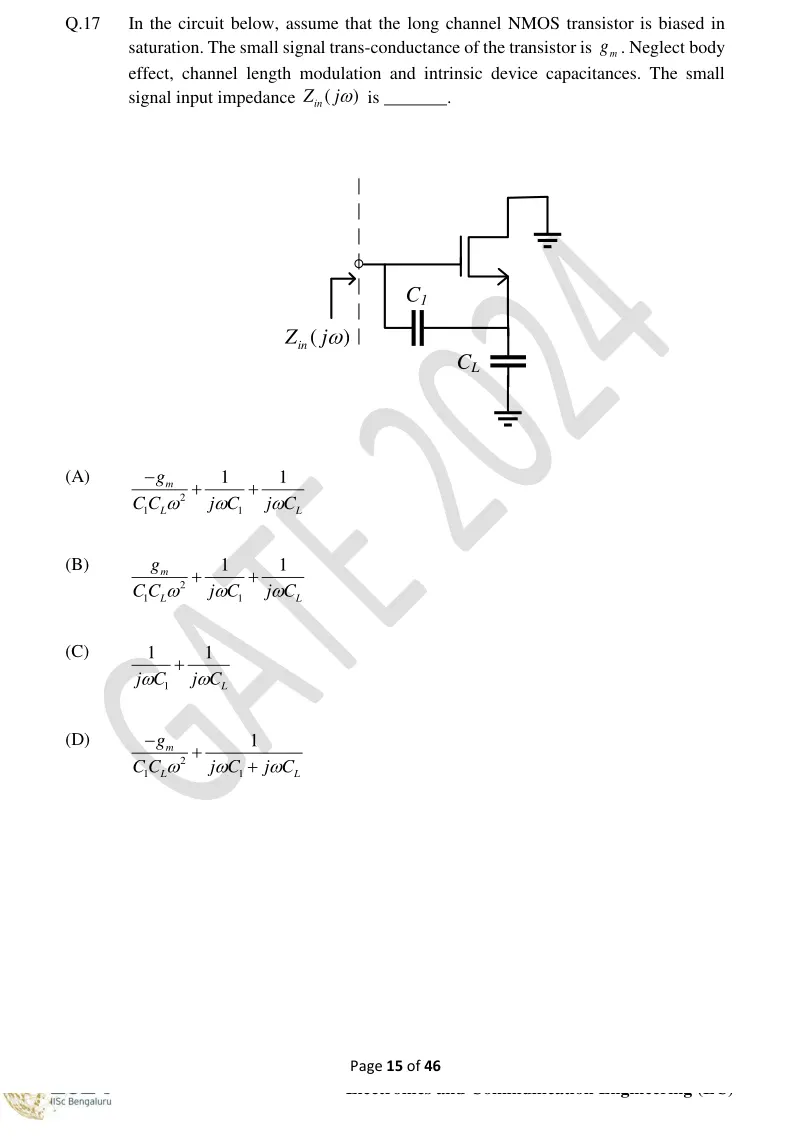 Q.17 In the circuit below, assume that the long channel NMOS transistor is biased in
saturation. The small signal trans-conductance of the transistor is g_m . Neglect body
effect, channel length modulation and intrinsic device capacitances. The small
signal input impedance Z_in ( jω) is _______.
C_1
Z_in ( jω)
C_L
(A) −g_m / C_1C_Lω^2 + 1 / jωC_1 + 1 / jωC_L
(B) g_m / C_1C_Lω^2 + 1 / jωC_1 + 1 / jωC_L
(C) 1 / jωC_1 + 1 / jωC_L
(D) −g_m / C_1C_Lω^2 + 1 / jωC_1 + jωC_L
GATE 2024
Page 15 of 46
IISc Bengaluru